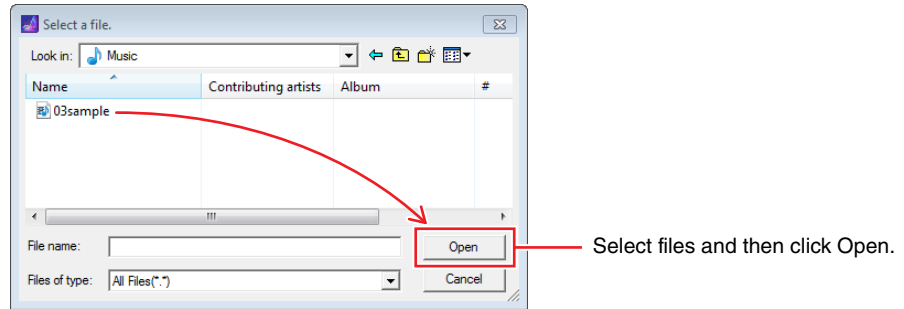 Select a file.
Look in: Music
Name Contributing artists Album #
03sample
File name: Open
Select files and then click Open.
Files of type: All Files(*.*) Cancel